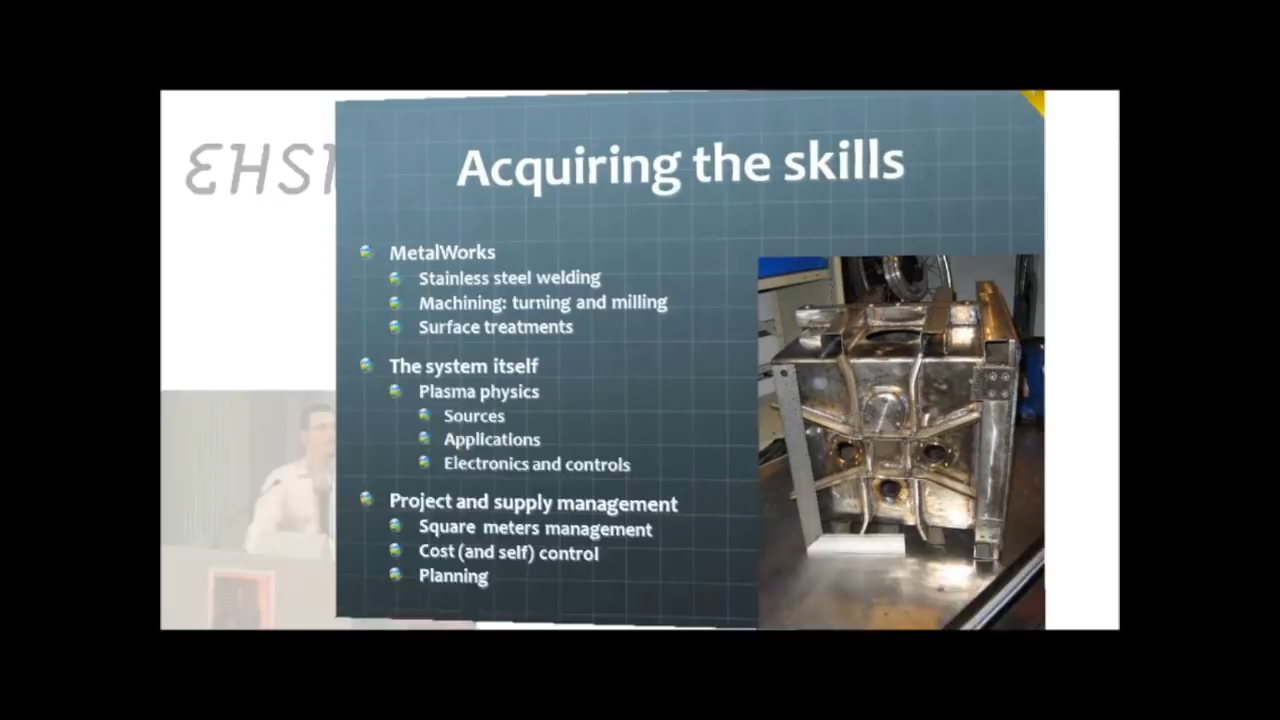 Acquiring the skills
MetalWorks
Stainless steel welding
Machining: turning and milling
Surface treatments
The system itself
Plasma physics
Sources
Applications
Electronics and controls
Project and supply management
Square meters management
Cost (and self) control
Planning